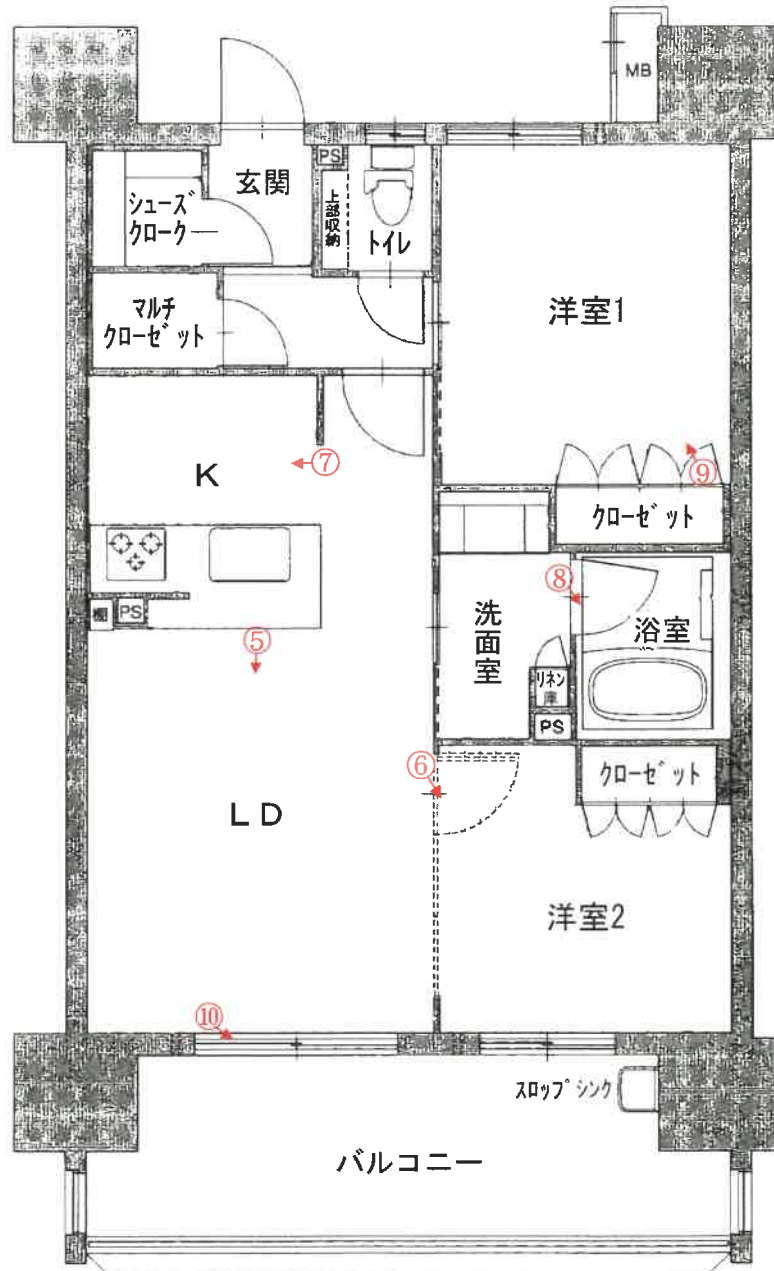 MB
PS
玄関
シューズ
クローク
上部収納
トイレ
マルチ
クローゼット
洋室1
K
⑦
⑨
クローゼット
棚
PS
⑤
⑧
洗面室
浴室
リネン
庫
PS
⑥
クローゼット
LD
洋室2
⑩
スロップシンク
バルコニー